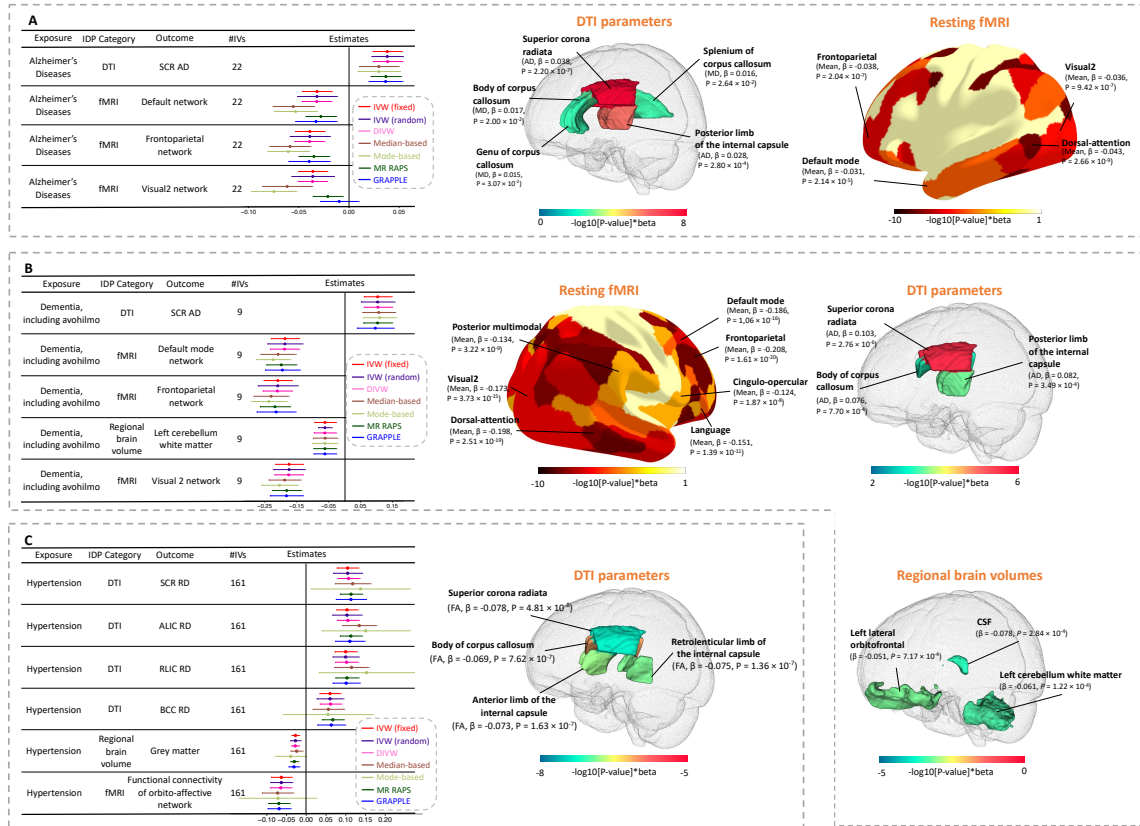 A
Exposure IDP Category Outcome #IVs Estimates
Alzheimer's Diseases DTI SCR AD 22
Alzheimer's Diseases fMRI Default network 22
Alzheimer's Diseases fMRI Frontoparietal network 22
Alzheimer's Diseases fMRI Visual2 network 22
−0.10 −0.05 0.00 0.05
IVW (fixed)
IVW (random)
DIVW
Median-based
Mode-based
MR RAPS
GRAPPLE
DTI parameters
Superior corona
radiata
(AD, β = 0.038,
P = 2.20 × 10⁻⁷)
Splenium of
corpus callosum
(MD, β = 0.016,
P = 2.64 × 10⁻²)
Body of corpus
callosum
(MD, β = 0.017,
P = 2.00 × 10⁻²)
Genu of corpus
callosum
(MD, β = 0.015,
Posterior limb
of the internal capsule
(AD, β = 0.028,
P = 2.80 × 10⁻⁴)
0 -log10[P-value]*beta 8
Resting fMRI
Frontoparietal
(Mean, β = -0.038,
P = 2.04 × 10⁻⁷)
Visual2
(Mean, β = -0.036,
P = 9.42 × 10⁻⁷)
Dorsal-attention
(Mean, β = -0.043,
P = 2.66 × 10⁻⁹)
Default mode
(Mean, β = -0.031,
P = 2.14 × 10⁻⁵)
-10 -log10[P-value]*beta 1
B
Exposure IDP Category Outcome #IVs Estimates
Dementia, including avohilmo DTI SCR AD 9
Dementia, including avohilmo fMRI Default mode network 9
Dementia, including avohilmo fMRI Frontoparietal network 9
Dementia, including avohilmo Regional brain volume Left cerebellum white matter 9
Dementia, including avohilmo fMRI Visual 2 network 9
−0.25 −0.15 −0.05 0.05 0.15
IVW (fixed)
IVW (random)
DIVW
Median-based
Mode-based
MR RAPS
GRAPPLE
Resting fMRI
Posterior multimodal
(Mean, β = -0.134,
P = 3.22 × 10⁻⁹)
Visual2
(Mean, β = -0.173,
P = 3.73 × 10⁻¹⁵)
Dorsal-attention
(Mean, β = -0.198,
P = 2.51 × 10⁻¹⁹)
Default mode
(Mean, β = -0.186,
P = 1,06 × 10⁻¹⁶)
Frontoparietal
(Mean, β = -0.208,
P = 1.61 × 10⁻²⁰)
Cingulo-opercular
(Mean, β = -0.124,
P = 1.87 × 10⁻⁸)
Language
(Mean, β = -0.151,
P = 1.39 × 10⁻¹¹)
-10 -log10[P-value]*beta 1
DTI parameters
Superior corona
radiata
(AD, β = 0.103,
P = 2.76 × 10⁻⁶)
Body of corpus
callosum
(AD, β = 0.076,
Posterior limb
of the internal
capsule
(AD, β = 0.082,
P = 3.49 × 10⁻⁴)
2 -log10[P-value]*beta 6
C
Exposure IDP Category Outcome #IVs Estimates
Hypertension DTI SCR RD 161
Hypertension DTI ALIC RD 161
Hypertension DTI RLIC RD 161
Hypertension DTI BCC RD 161
Hypertension Regional brain volume Grey matter 161
Hypertension fMRI Functional connectivity of orbito-affective network 161
−0.10 −0.05 0.00 0.05 0.10 0.15 0.20
IVW (fixed)
IVW (random)
DIVW
Median-based
Mode-based
MR RAPS
GRAPPLE
DTI parameters
Superior corona radiata
(FA, β = -0.078, P = 4.81 × 10⁻⁸)
Body of corpus callosum
(FA, β = -0.069, P = 7.62 × 10⁻⁷)
Retrolenticular limb of
the internal capsule
(FA, β = -0.075, P = 1.36 × 10⁻⁷)
Anterior limb of the
internal capsule
(FA, β = -0.073, P = 1.63 × 10⁻⁷)
-8 -log10[P-value]*beta -5
Regional brain volumes
CSF
(β = -0.078, P = 2.84 × 10⁻⁴)
Left lateral
orbitofrontal
Left cerebellum white matter
-5 -log10[P-value]*beta 0